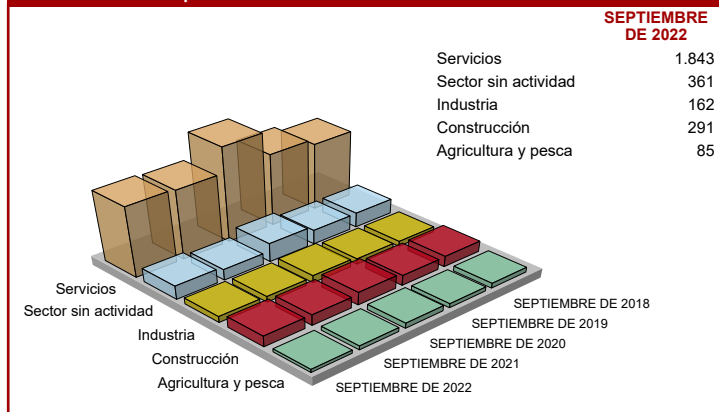 SEPTIEMBRE
DE 2022
Servicios 1.843
Sector sin actividad 361
Industria 162
Construcción 291
Agricultura y pesca 85
Servicios
Sector sin actividad
Industria
Construcción
Agricultura y pesca
SEPTIEMBRE DE 2018
SEPTIEMBRE DE 2019
SEPTIEMBRE DE 2020
SEPTIEMBRE DE 2021
SEPTIEMBRE DE 2022